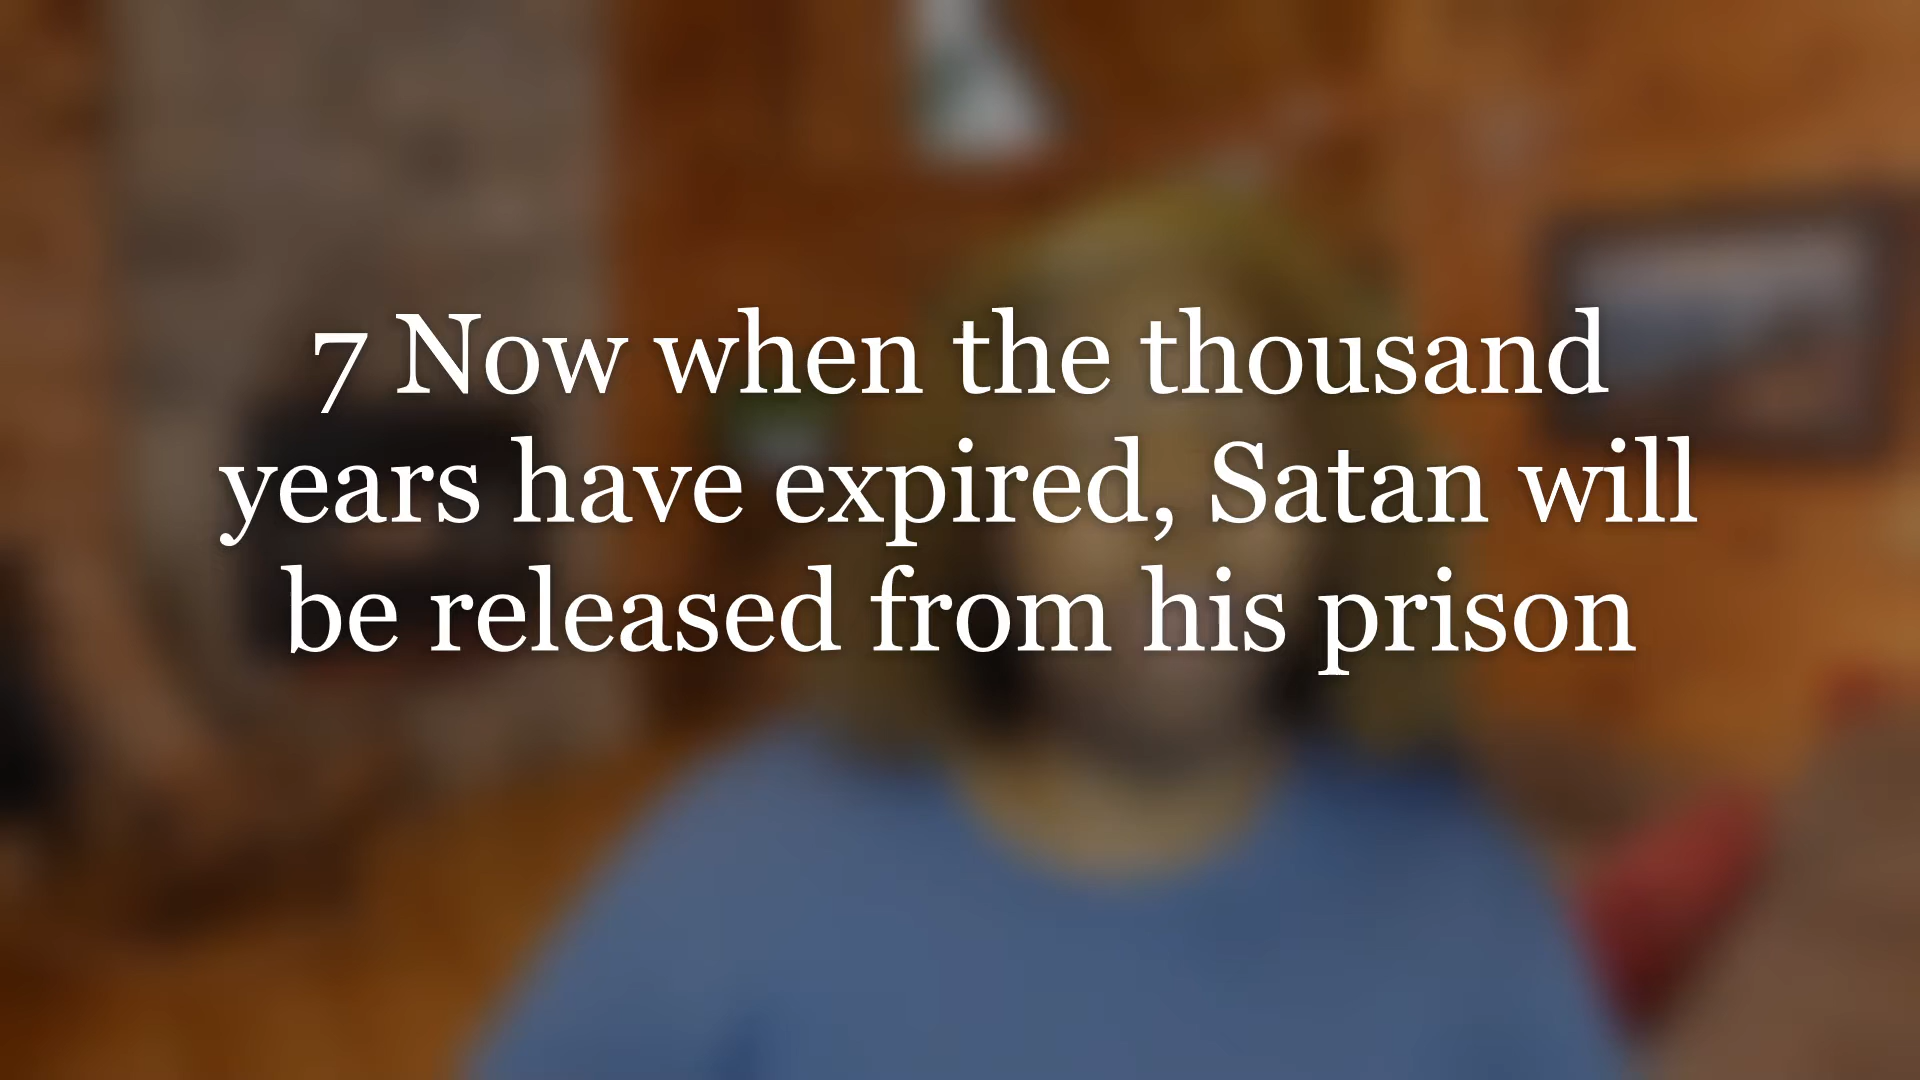 7 Now when the thousand
years have expired, Satan will
be released from his prison